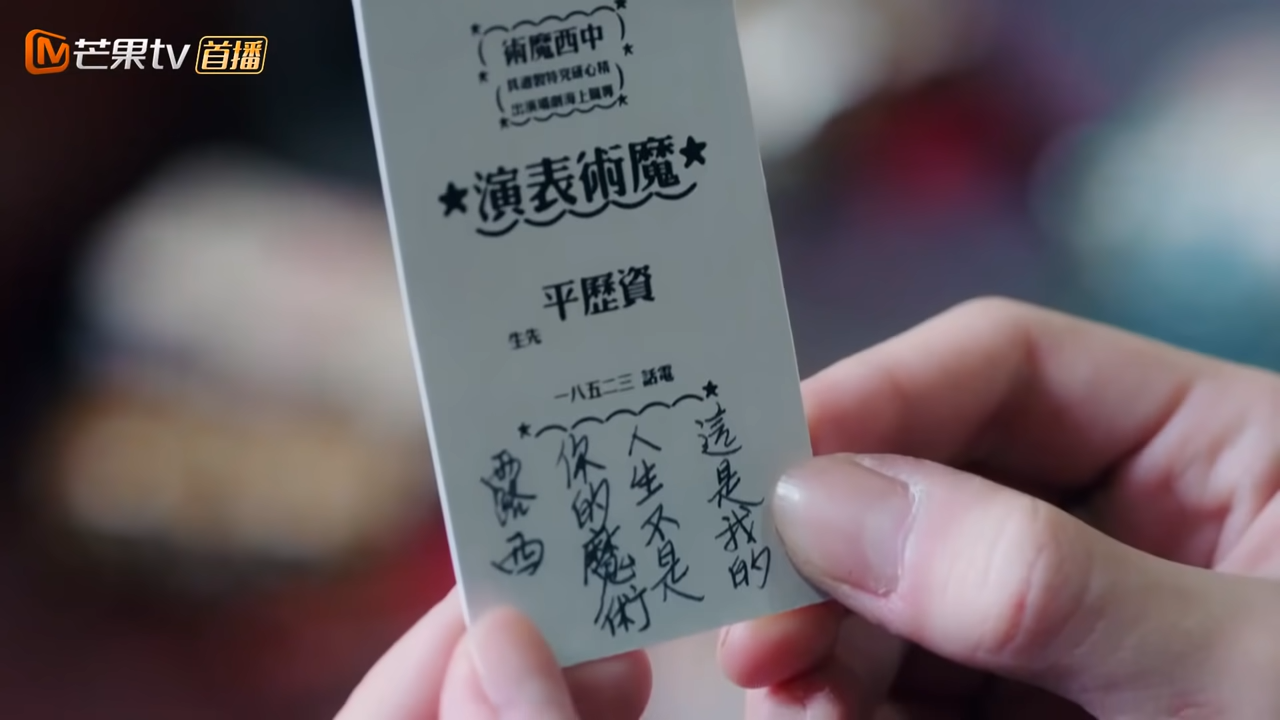 芒果tv 首播
中西魔術
精心研究特製道具
上海劇場演出
魔術表演
資歷平
先生
電話 三二五八一
這是我的
人生不是
你的魔術
露西